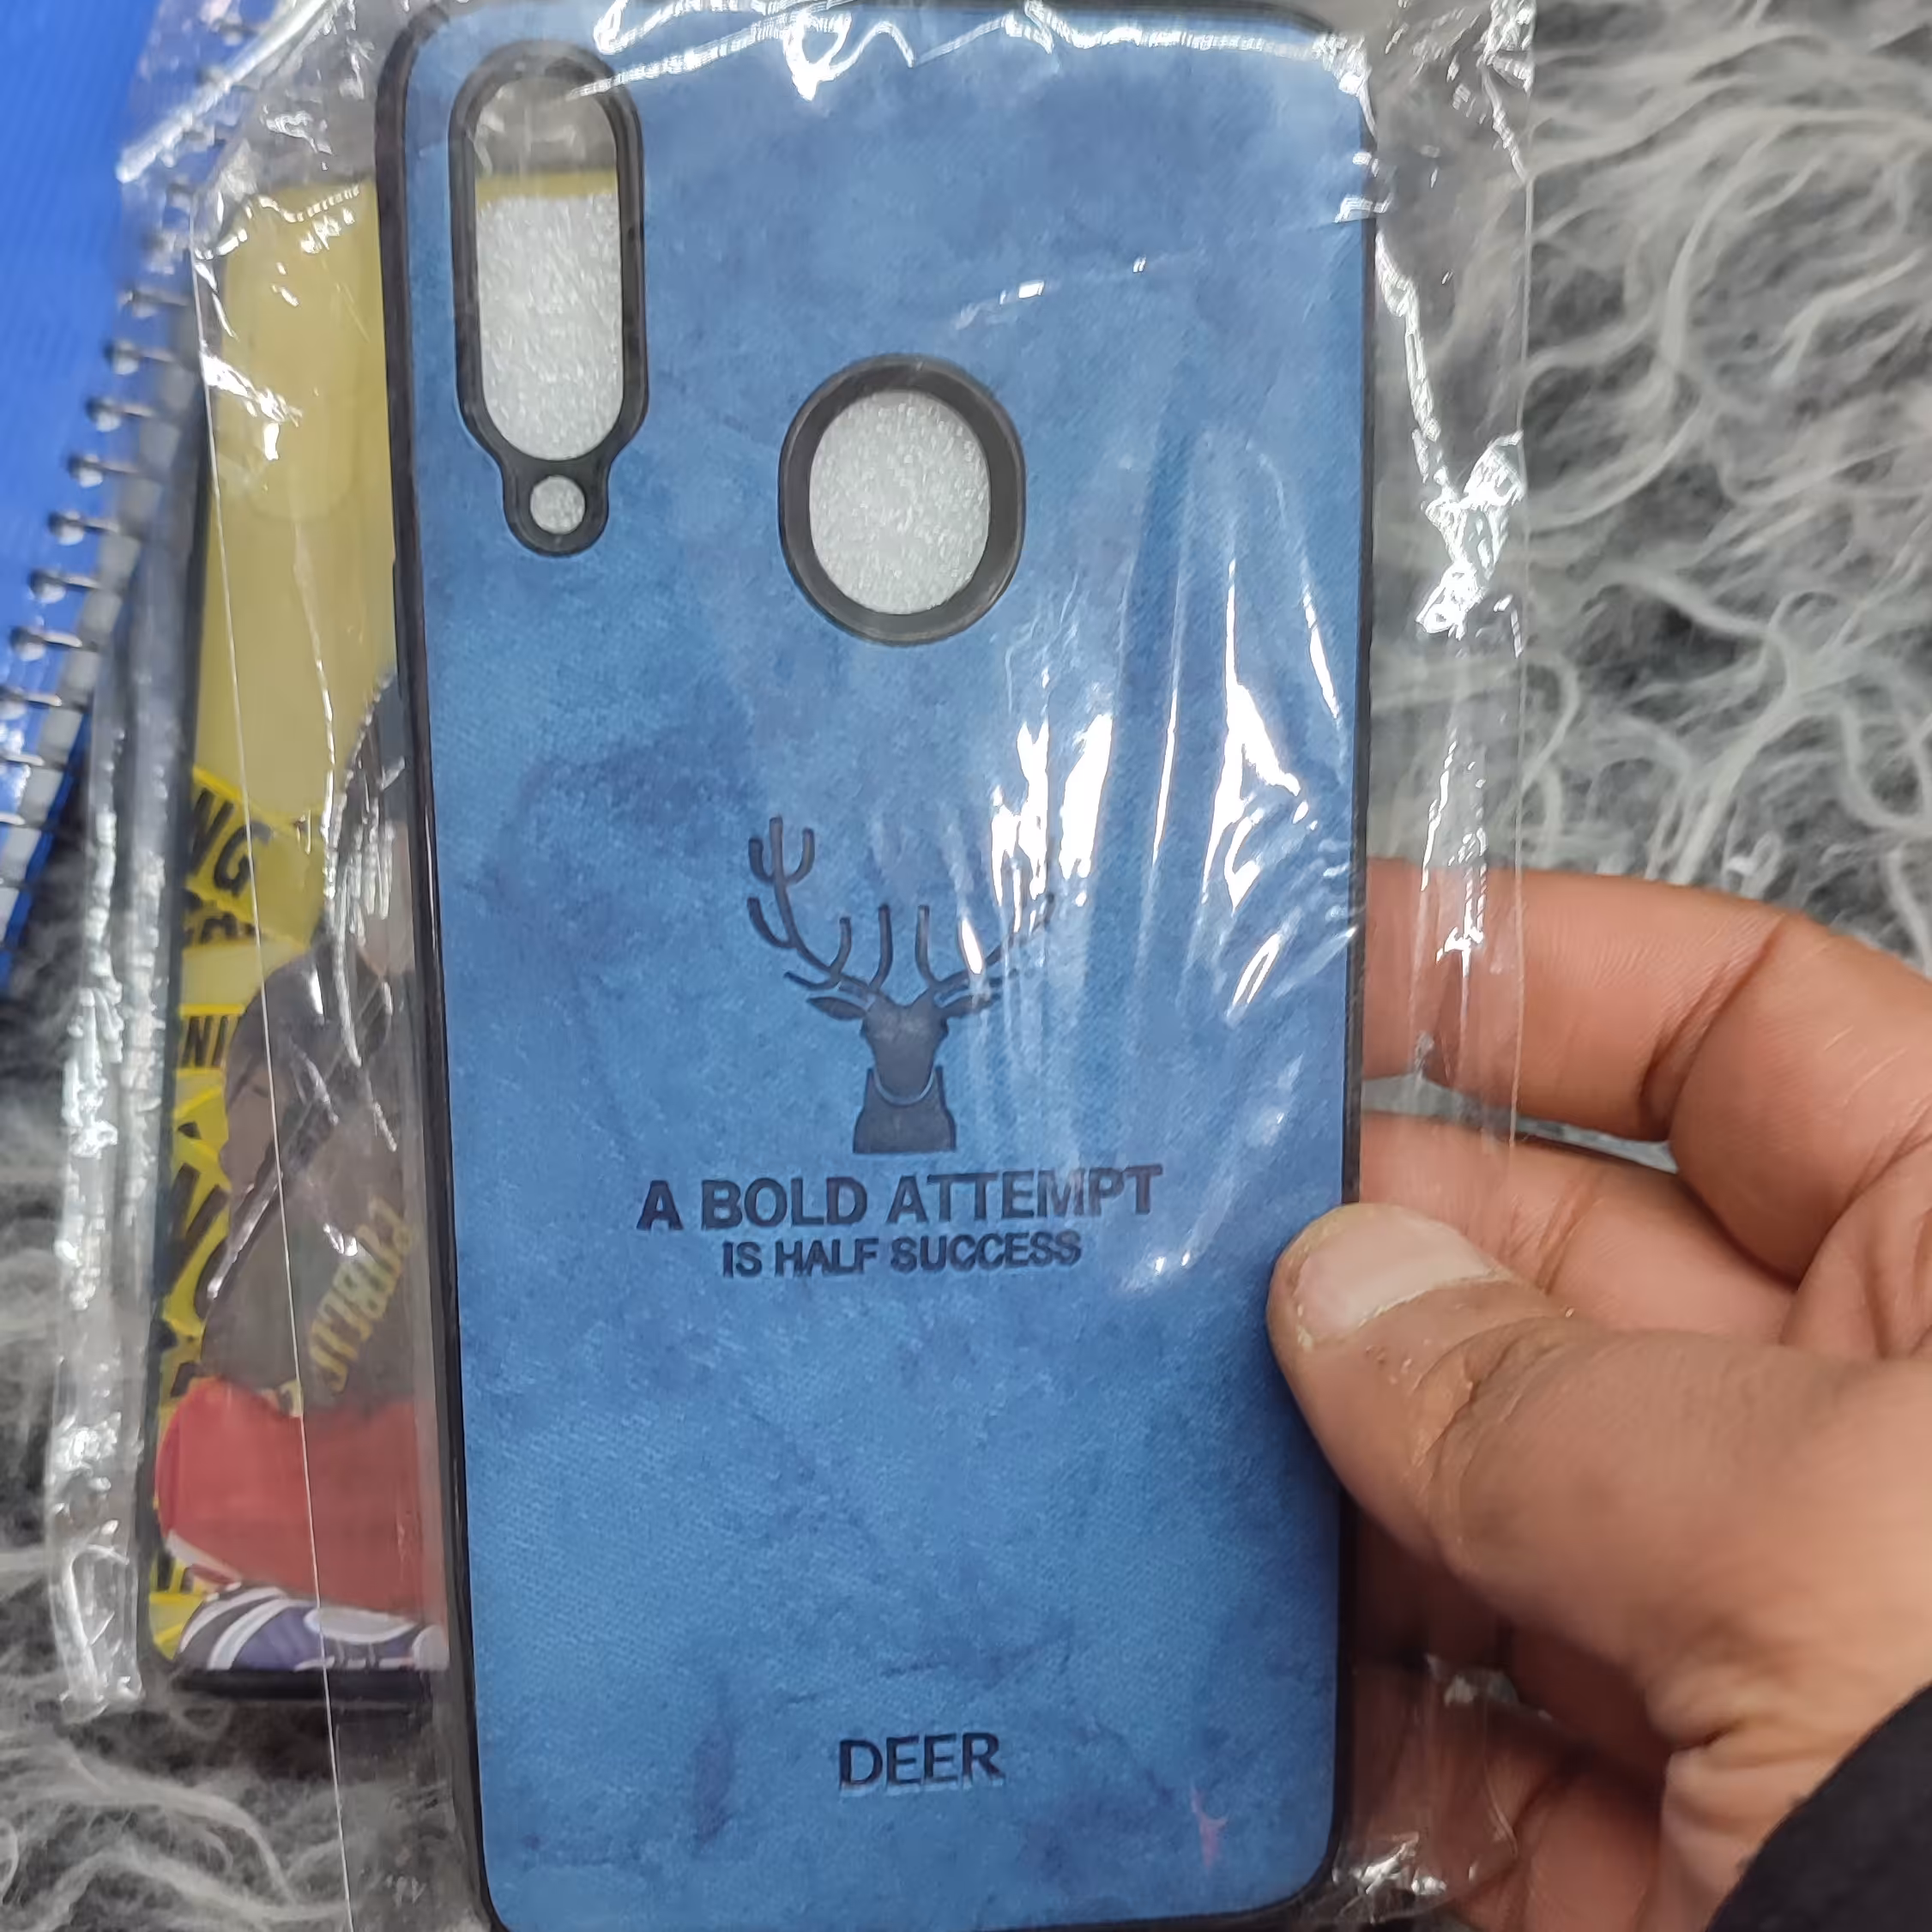 A BOLD ATTEMPT
IS HALF SUCCESS
DEER